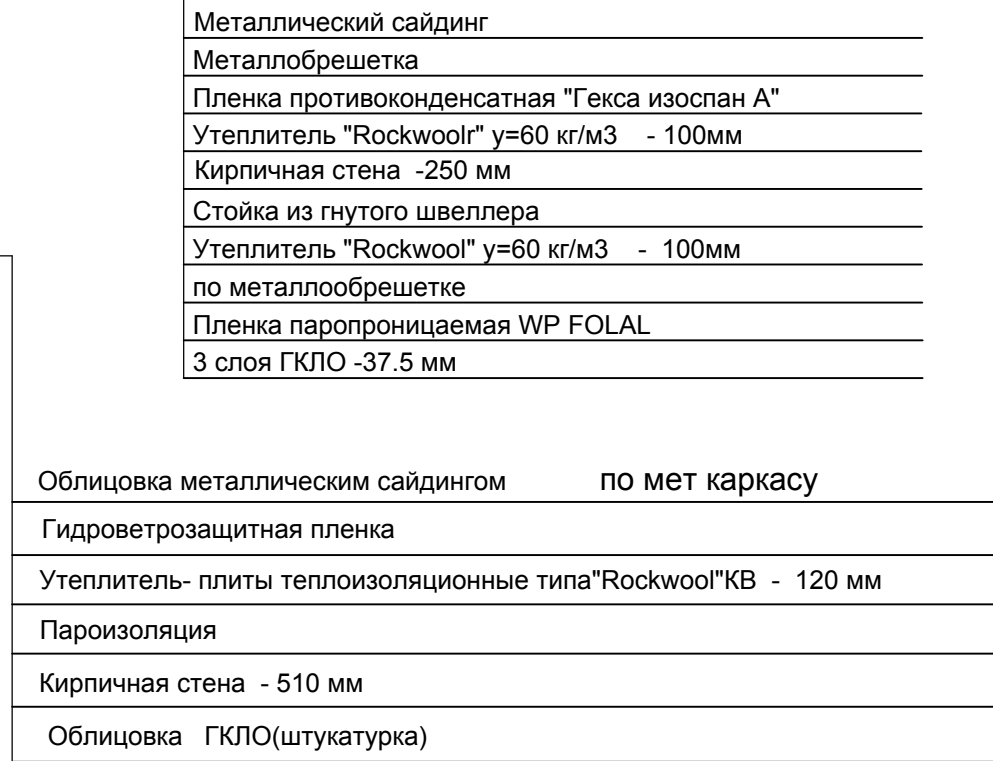 Металлический сайдинг
Металлобрешетка
Пленка противоконденсатная "Гекса изоспан А"
Утеплитель "Rockwoolr" у=60 кг/м3 - 100мм
Кирпичная стена -250 мм
Стойка из гнутого швеллера
Утеплитель "Rockwool" у=60 кг/м3 - 100мм
по металлообрешетке
Пленка паропроницаемая WP FOLAL
3 слоя ГКЛО -37.5 мм
Облицовка металлическим сайдингом по мет каркасу
Гидроветрозащитная пленка
Утеплитель- плиты теплоизоляционные типа"Rockwool"КВ - 120 мм
Пароизоляция
Кирпичная стена - 510 мм
Облицовка ГКЛО(штукатурка)